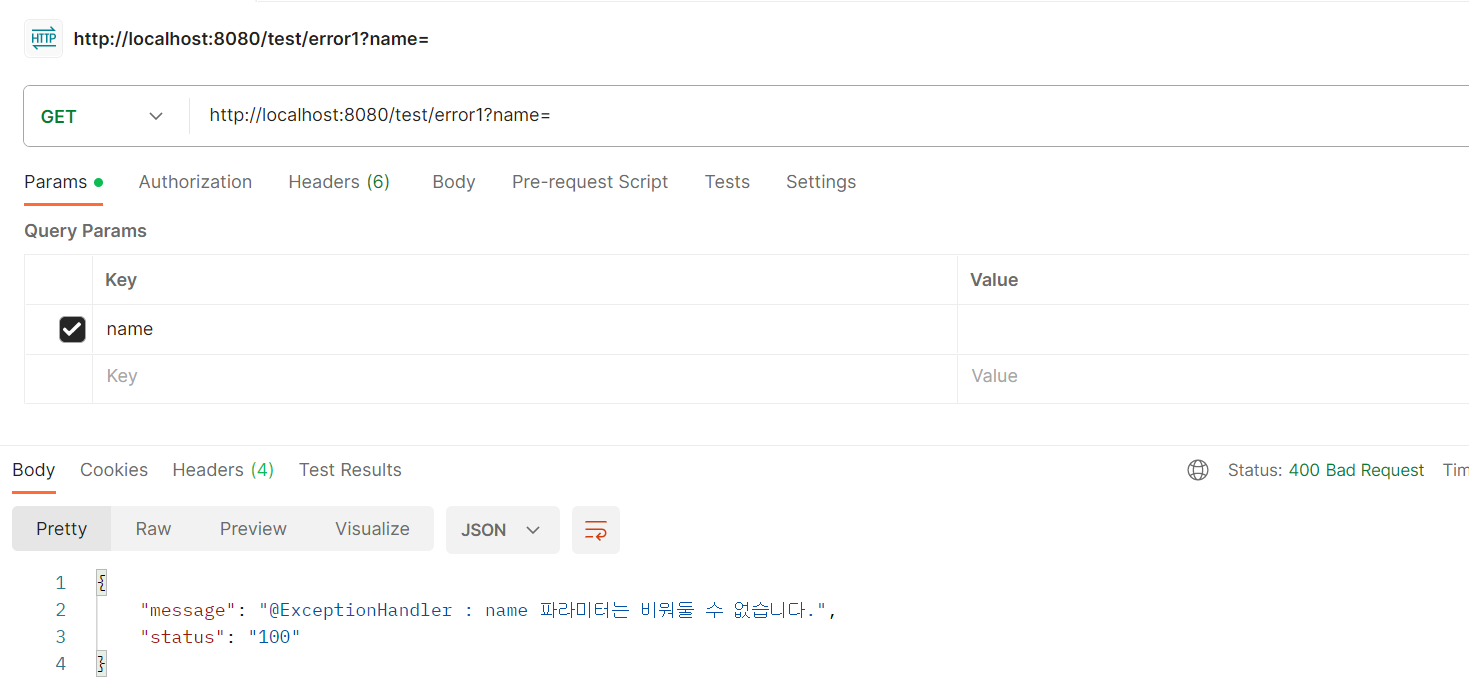 HTTP http://localhost:8080/test/error1?name=
GET http://localhost:8080/test/error1?name=
Params Authorization Headers (6) Body Pre-request Script Tests Settings
Query Params
Key Value
name
Key Value
Body Cookies Headers (4) Test Results Status: 400 Bad Request Tim
Pretty Raw Preview Visualize JSON
1 {
2 "message": "@ExceptionHandler : name 파라미터는 비워둘 수 없습니다.",
3 "status": "100"
4 }